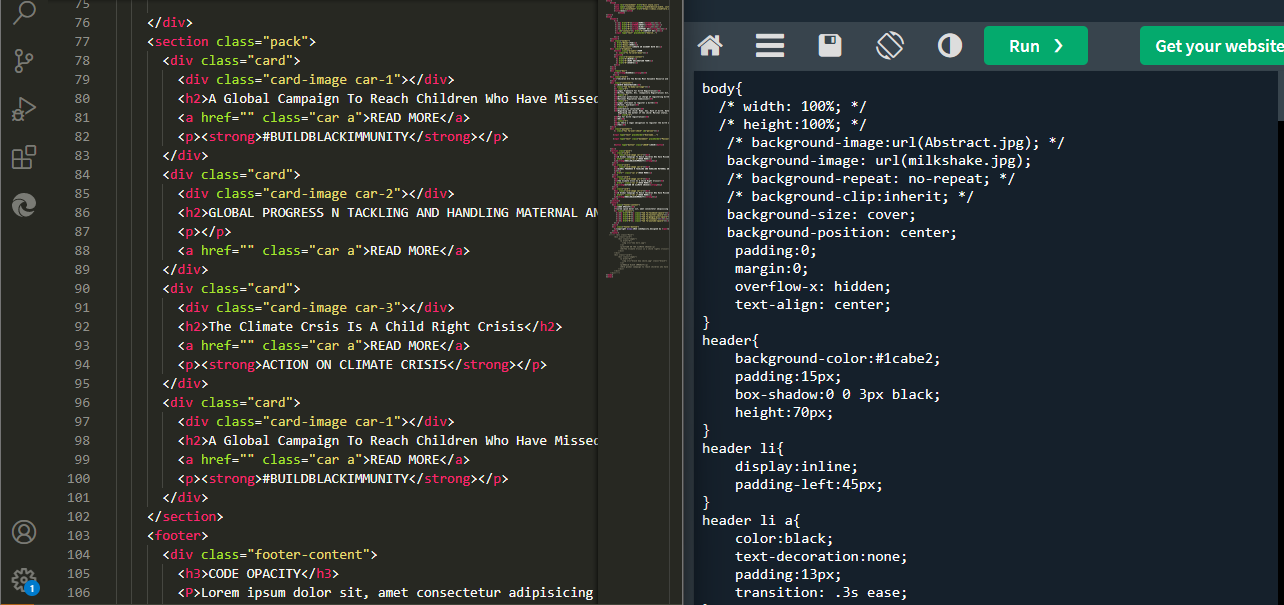 75
76 </div>
77 <section class="pack">
78 <div class="card">
79 <div class="card-image car-1"></div>
80 <h2>A Global Campaign To Reach Children Who Have Missed
81 <a href="" class="car a">READ MORE</a>
82 <p><strong>#BUILDBLACKIMMUNITY</strong></p>
83 </div>
84 <div class="card">
85 <div class="card-image car-2"></div>
86 <h2>GLOBAL PROGRESS N TACKLING AND HANDLING MATERNAL AN
87 <p></p>
88 <a href="" class="car a">READ MORE</a>
89 </div>
90 <div class="card">
91 <div class="card-image car-3"></div>
92 <h2>The Climate Crsis Is A Child Right Crisis</h2>
93 <a href="" class="car a">READ MORE</a>
94 <p><strong>ACTION ON CLIMATE CRISIS</strong></p>
95 </div>
96 <div class="card">
97 <div class="card-image car-1"></div>
98 <h2>A Global Campaign To Reach Children Who Have Missed
99 <a href="" class="car a">READ MORE</a>
100 <p><strong>#BUILDBLACKIMMUNITY</strong></p>
101 </div>
102 </section>
103 <footer>
104 <div class="footer-content">
105 <h3>CODE OPACITY</h3>
106 <P>Lorem ipsum dolor sit, amet consectetur adipisicing
1
Run ❯
Get your website
body{
/* width: 100%; */
/* height:100%; */
/* background-image:url(Abstract.jpg); */
background-image: url(milkshake.jpg);
/* background-repeat: no-repeat; */
/* background-clip:inherit; */
background-size: cover;
background-position: center;
padding:0;
margin:0;
overflow-x: hidden;
text-align: center;
}
header{
background-color:#1cabe2;
padding:15px;
box-shadow:0 0 3px black;
height:70px;
}
header li{
display:inline;
padding-left:45px;
}
header li a{
color:black;
text-decoration:none;
padding:13px;
transition: .3s ease;